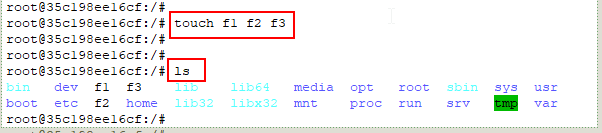 root@35c198ee16cf:/#
root@35c198ee16cf:/# touch f1 f2 f3
root@35c198ee16cf:/#
root@35c198ee16cf:/#
root@35c198ee16cf:/# ls
bin dev f1 f3 lib lib64 media opt root sbin sys usr
boot etc f2 home lib32 libx32 mnt proc run srv tmp var
root@35c198ee16cf:/#